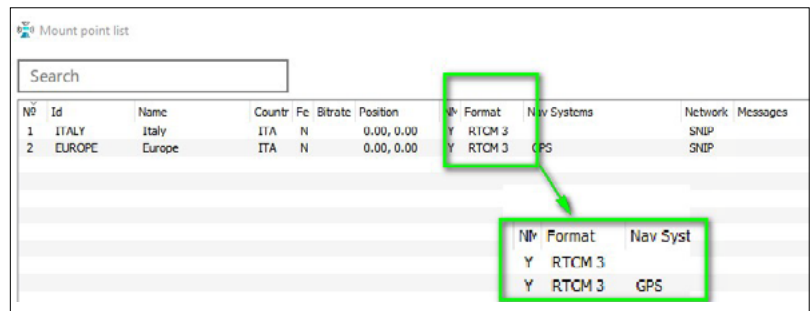 Mount point list
Search
Nº Id Name Countr Fe Bitrate Position NM Format Nav Systems Network Messages
1 ITALY Italy ITA N 0.00, 0.00 Y RTCM 3 SNIP
2 EUROPE Europe ITA N 0.00, 0.00 Y RTCM 3 GPS SNIP
NM Format Nav Syst
Y RTCM 3
Y RTCM 3 GPS